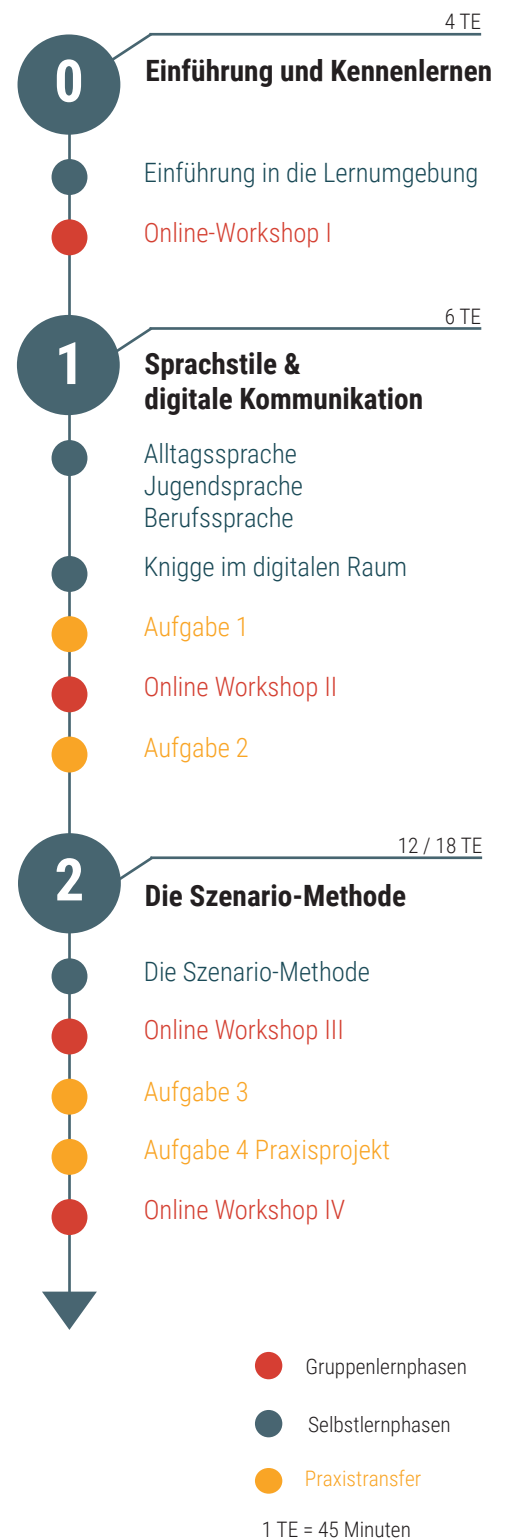 4 TE
0
Einführung und Kennenlernen
Einführung in die Lernumgebung
Online-Workshop I
6 TE
1
Sprachstile &
digitale Kommunikation
Alltagssprache
Jugendsprache
Berufssprache
Knigge im digitalen Raum
Aufgabe 1
Online Workshop II
Aufgabe 2
12 / 18 TE
2
Die Szenario-Methode
Die Szenario-Methode
Online Workshop III
Aufgabe 3
Aufgabe 4 Praxisprojekt
Online Workshop IV
Gruppenlernphasen
Selbstlernphasen
Praxistransfer
1 TE = 45 Minuten